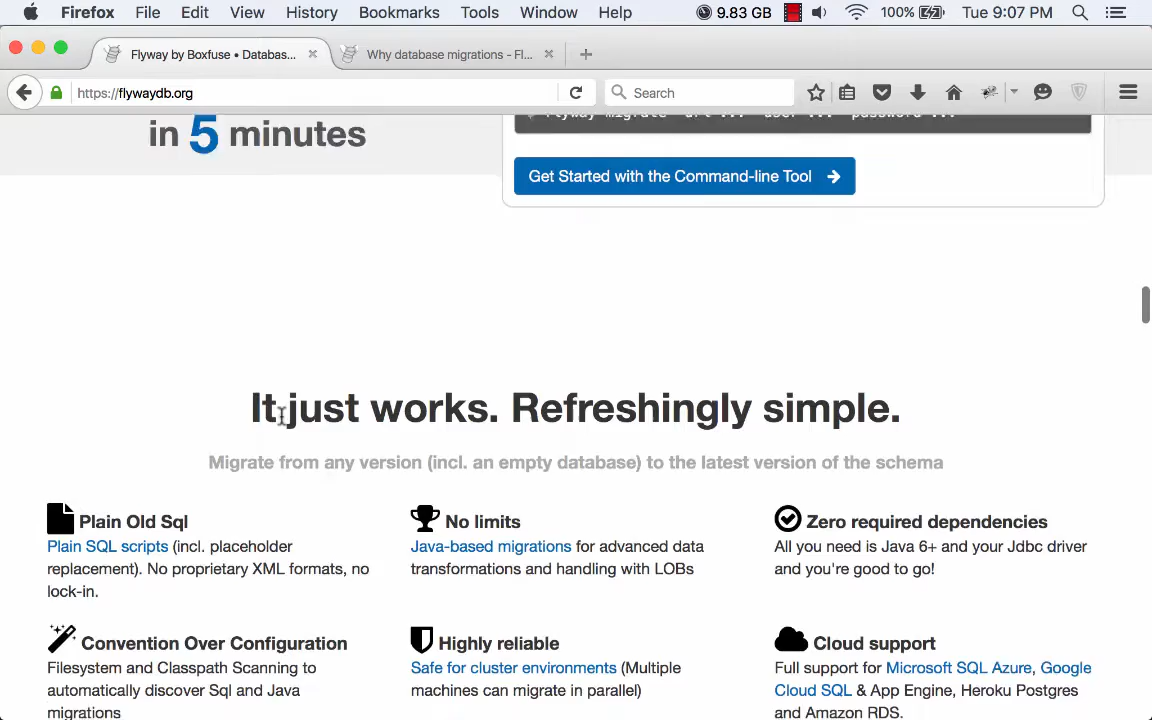 Firefox File Edit View History Bookmarks Tools Window Help 9.83 GB 100% Tue 9:07 PM
Flyway by Boxfuse • Databas... Why database migrations - Fl...
https://flywaydb.org Search
flyway migrate -url ... -user ... -password ...
in 5 minutes
Get Started with the Command-line Tool
It just works. Refreshingly simple.
Migrate from any version (incl. an empty database) to the latest version of the schema
Plain Old Sql
Plain SQL scripts (incl. placeholder
replacement). No proprietary XML formats, no
lock-in.
No limits
Java-based migrations for advanced data
transformations and handling with LOBs
Zero required dependencies
All you need is Java 6+ and your Jdbc driver
and you're good to go!
Convention Over Configuration
Filesystem and Classpath Scanning to
automatically discover Sql and Java
migrations
Highly reliable
Safe for cluster environments (Multiple
machines can migrate in parallel)
Cloud support
Full support for Microsoft SQL Azure, Google
Cloud SQL & App Engine, Heroku Postgres
and Amazon RDS.